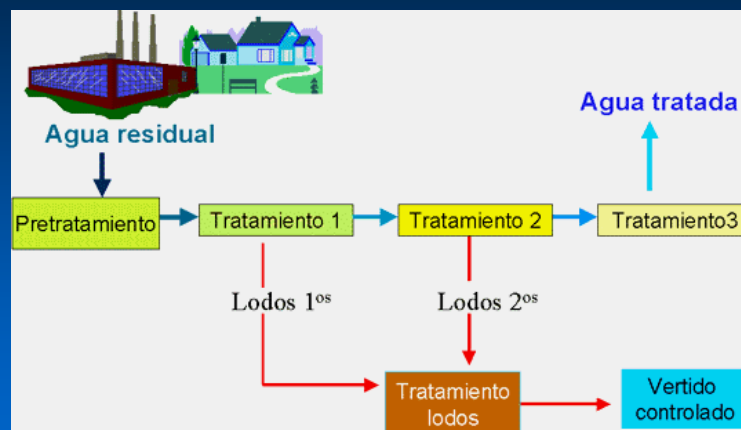 Agua residual
Agua tratada
Pretratamiento
Tratamiento 1
Tratamiento 2
Tratamiento3
Lodos 1ᵒˢ
Lodos 2ᵒˢ
Tratamiento
lodos
Vertido
controlado